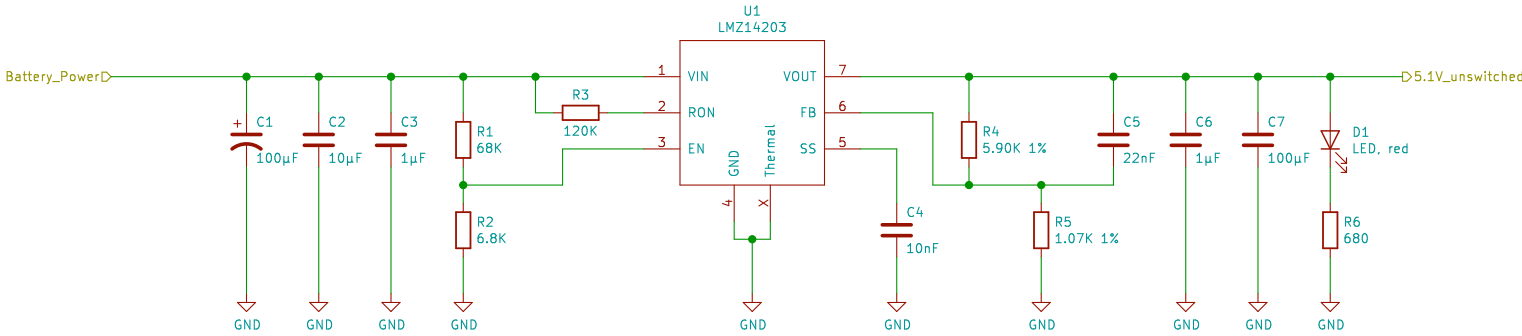 U1
LMZ14203
Battery_Power
1
VIN
VOUT
7
5.1V_unswitched
2
RON
FB
6
3
EN
SS
5
GND
Thermal
4
X
R3
120K
+
C1
100µF
C2
10µF
C3
1µF
R1
68K
R2
6.8K
R4
5.90K 1%
C5
22nF
C6
1µF
C7
100µF
D1
LED, red
C4
10nF
R5
1.07K 1%
R6
680
GND
GND
GND
GND
GND
GND
GND
GND
GND
GND